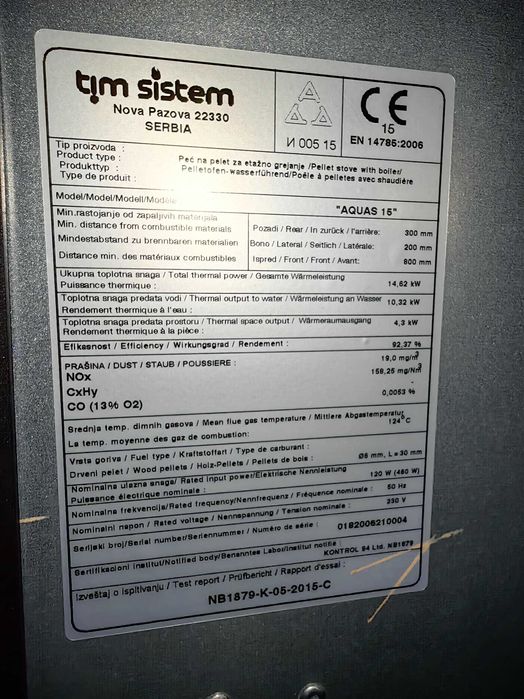 tim sistem
Nova Pazova 22330
SERBIA
AAA
И 005 15
CE
15
EN 14785:2006
Tip proizvoda :
Product type :
Produkttyp :
Type de produit :
Peć na pelet za etažno grejanje /Pellet stove with boiler/
Pelletofen-wasserführend/Poêle à pelletes avec shaudiére
Model/Model/Modell/Modèle
"AQUAS 15"
Min.rastojanje od zapaljivih materijala
Min. distance from combustible materials
Mindestabstand zu brennbaren materialien
Distance min. des matériaux combustibles
Pozadi / Rear / In zurück / l'arrière: 300 mm
Bono / Lateral / Seitlich / Latérale: 200 mm
Ispred / Front / Front / Avant: 800 mm
Ukupna toplotna snaga / Total thermal power / Gesamte Wärmeleistung
Puissance thermique : 14,62 kW
Toplotna snaga predata vodi / Thermal output to water / Wärmeleistung an Wasser
Rendement thermique à l'eau : 10,32 kW
Toplotna snaga predata prostoru / Thermal space output / Wärmeraumausgang
Rendement thermique à la pièce : 4,3 kW
Efikasnost / Efficiency / Wirkungsgrad / Rendement : 92,37 %
PRAŠINA / DUST / STAUB / POUSSIERE : 19,0 mg/m³
NOx 158,25 mg/Nm³
CxHy -
CO (13% O2) 0,0053 %
Srednja temp. dimnih gasova / Mean flue gas temperature / Mittlere Abgastemperatur
La temp. moyenne des gaz de combustion: 124°C
Vrsta goriva / Fuel type / Kraftstoffart / Type de carburant :
Drveni pelet / Wood pellets / Holz-Pellets / Pellets de bois : Ø6 mm, L=30 mm
Nominalna ulazna snaga/ Rated input power/Elektrische Nennleistung
Puissance électrique nominale : 120 W (460 W)
Nominalna frekvencija/Rated frequency/Nennfrequenz / Fréquence nominale : 50 Hz
Nominalni napon / Rated voltage / Nennspannung / Tension nominale : 230 V
Serijski broj/Serial number/Seriennummer / Numéro de série : 0182006210004
Sertifikacioni institut/Notified body/Benanntes Labor/Institut notifié :
KONTROL 94 Ltd. NB1879
Izveštaj o ispitivanju / Test report / Prüfbericht / Rapport d'essai :
NB1879-K-05-2015-C